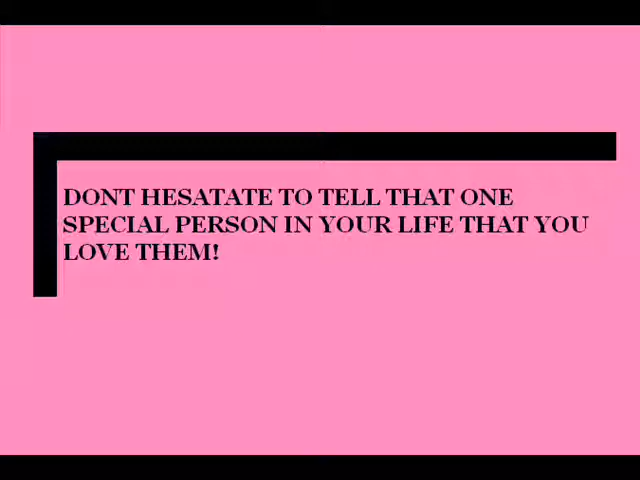 DONT HESATATE TO TELL THAT ONE
SPECIAL PERSON IN YOUR LIFE THAT YOU
LOVE THEM!